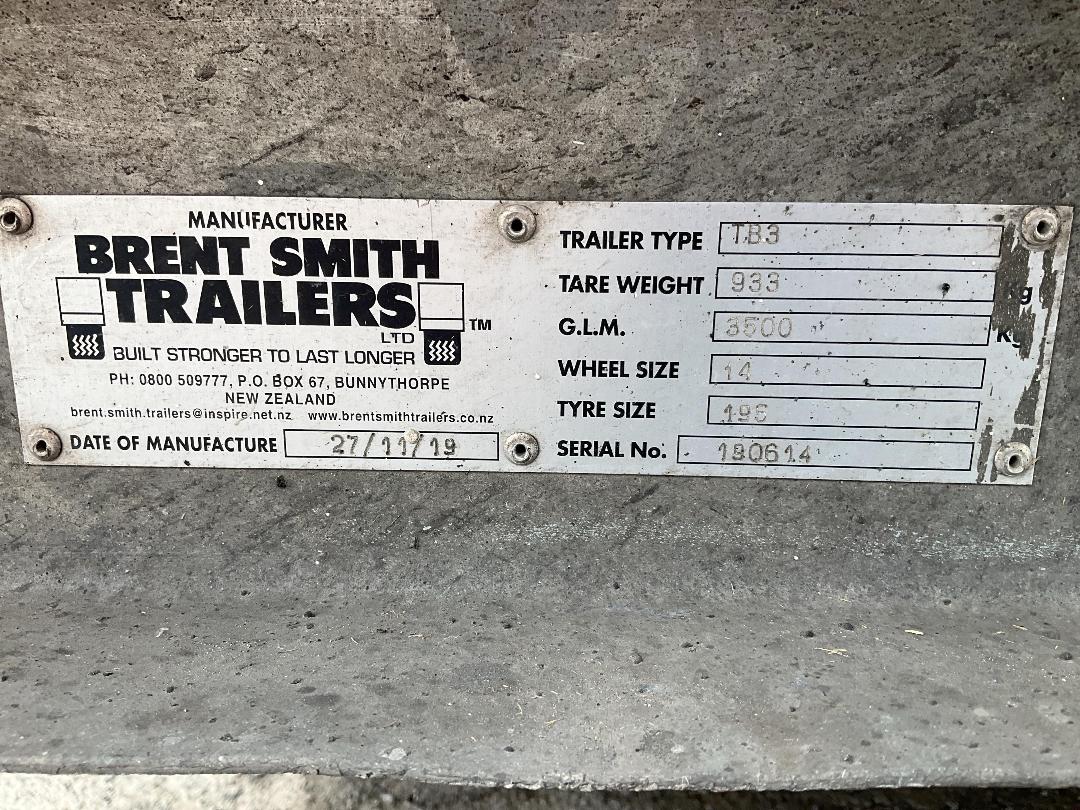 MANUFACTURER
BRENT SMITH
TRAILERS TM
LTD
BUILT STRONGER TO LAST LONGER
PH: 0800 509777, P.O. BOX 67, BUNNYTHORPE
NEW ZEALAND
brent.smith.trailers@inspire.net.nz www.brentsmithtrailers.co.nz
DATE OF MANUFACTURE 27/11/19
TRAILER TYPE TB3
TARE WEIGHT 933 Kg
G.L.M. 3500 Kg
WHEEL SIZE 14
TYRE SIZE 195
SERIAL No. 190614